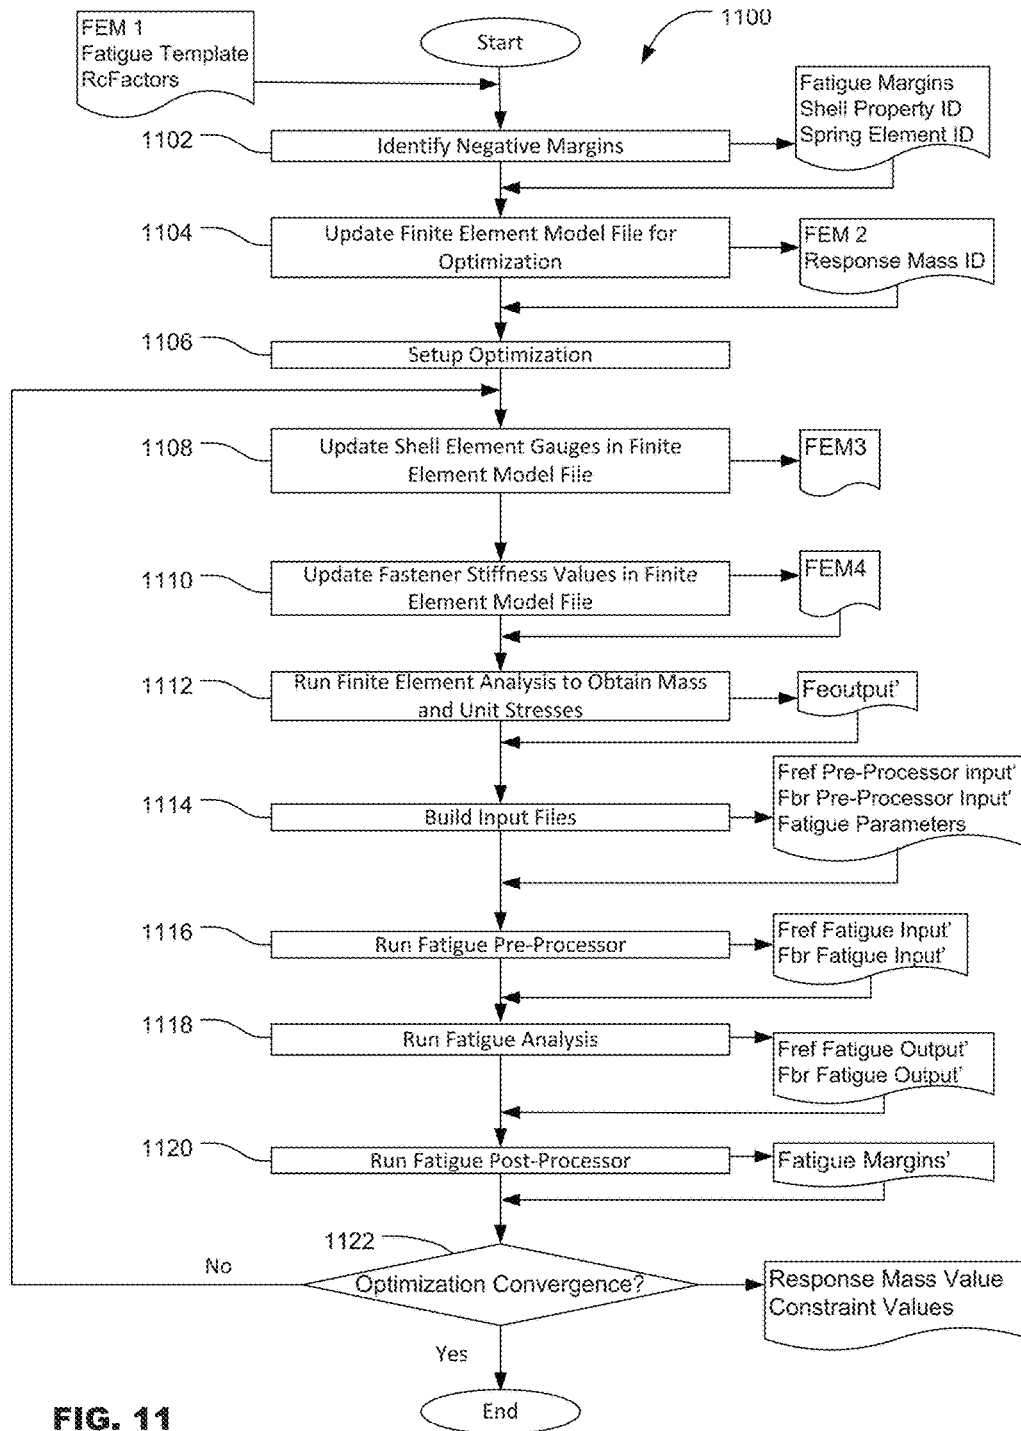 1100
FEM 1
Fatigue Template
RcFactors
Start
Fatigue Margins
Shell Property ID
Spring Element ID
1102
Identify Negative Margins
1104
Update Finite Element Model File for
Optimization
FEM 2
Response Mass ID
1106
Setup Optimization
1108
Update Shell Element Gauges in Finite
Element Model File
FEM3
1110
Update Fastener Stiffness Values in Finite
Element Model File
FEM4
1112
Run Finite Element Analysis to Obtain Mass
and Unit Stresses
Feoutput'
1114
Build Input Files
Fref Pre-Processor input'
Fbr Pre-Processor Input'
Fatigue Parameters
1116
Run Fatigue Pre-Processor
Fref Fatigue Input'
Fbr Fatigue Input'
1118
Run Fatigue Analysis
Fref Fatigue Output'
Fbr Fatigue Output'
1120
Run Fatigue Post-Processor
Fatigue Margins'
1122
No
Optimization Convergence?
Response Mass Value
Constraint Values
Yes
End
FIG. 11